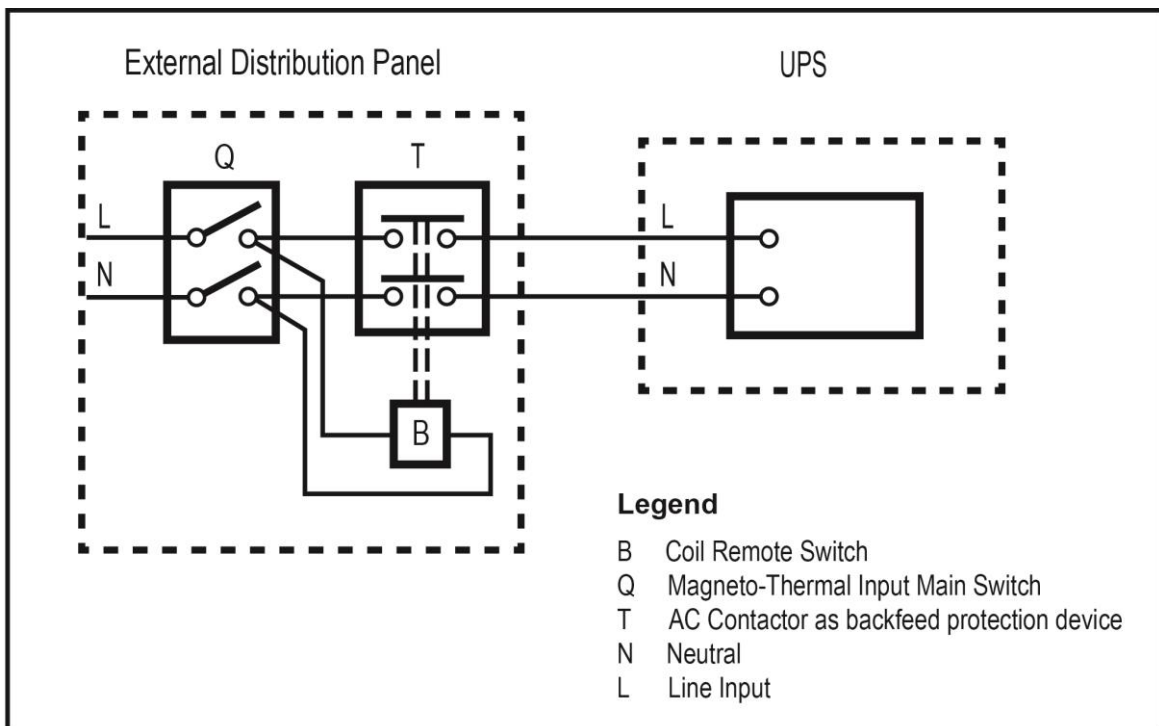 External Distribution Panel
UPS
Q
T
L
N
L
N
B
Legend
B Coil Remote Switch
Q Magneto-Thermal Input Main Switch
T AC Contactor as backfeed protection device
N Neutral
L Line Input